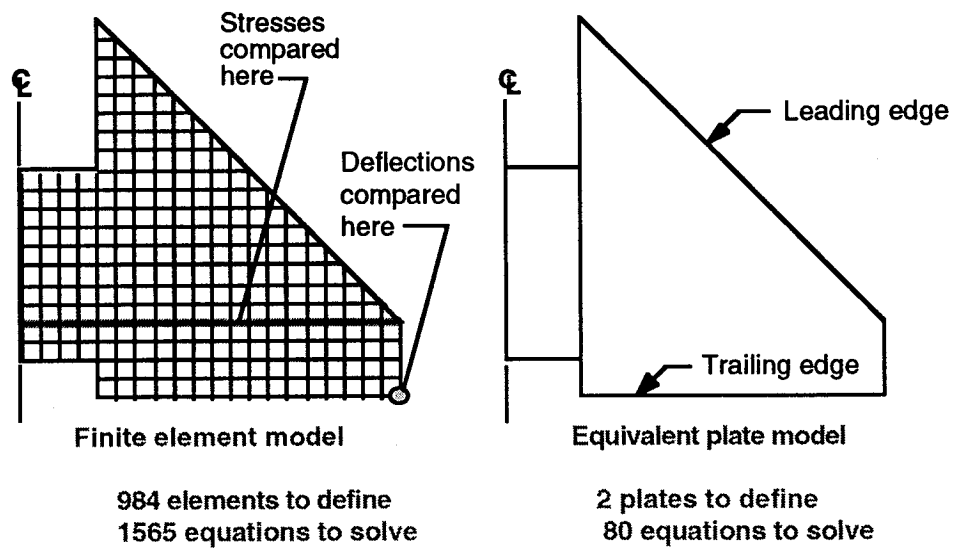 Stresses
compared
here
℄
Deflections
compared
here
Finite element model
984 elements to define
1565 equations to solve
℄
Leading edge
Trailing edge
Equivalent plate model
2 plates to define
80 equations to solve